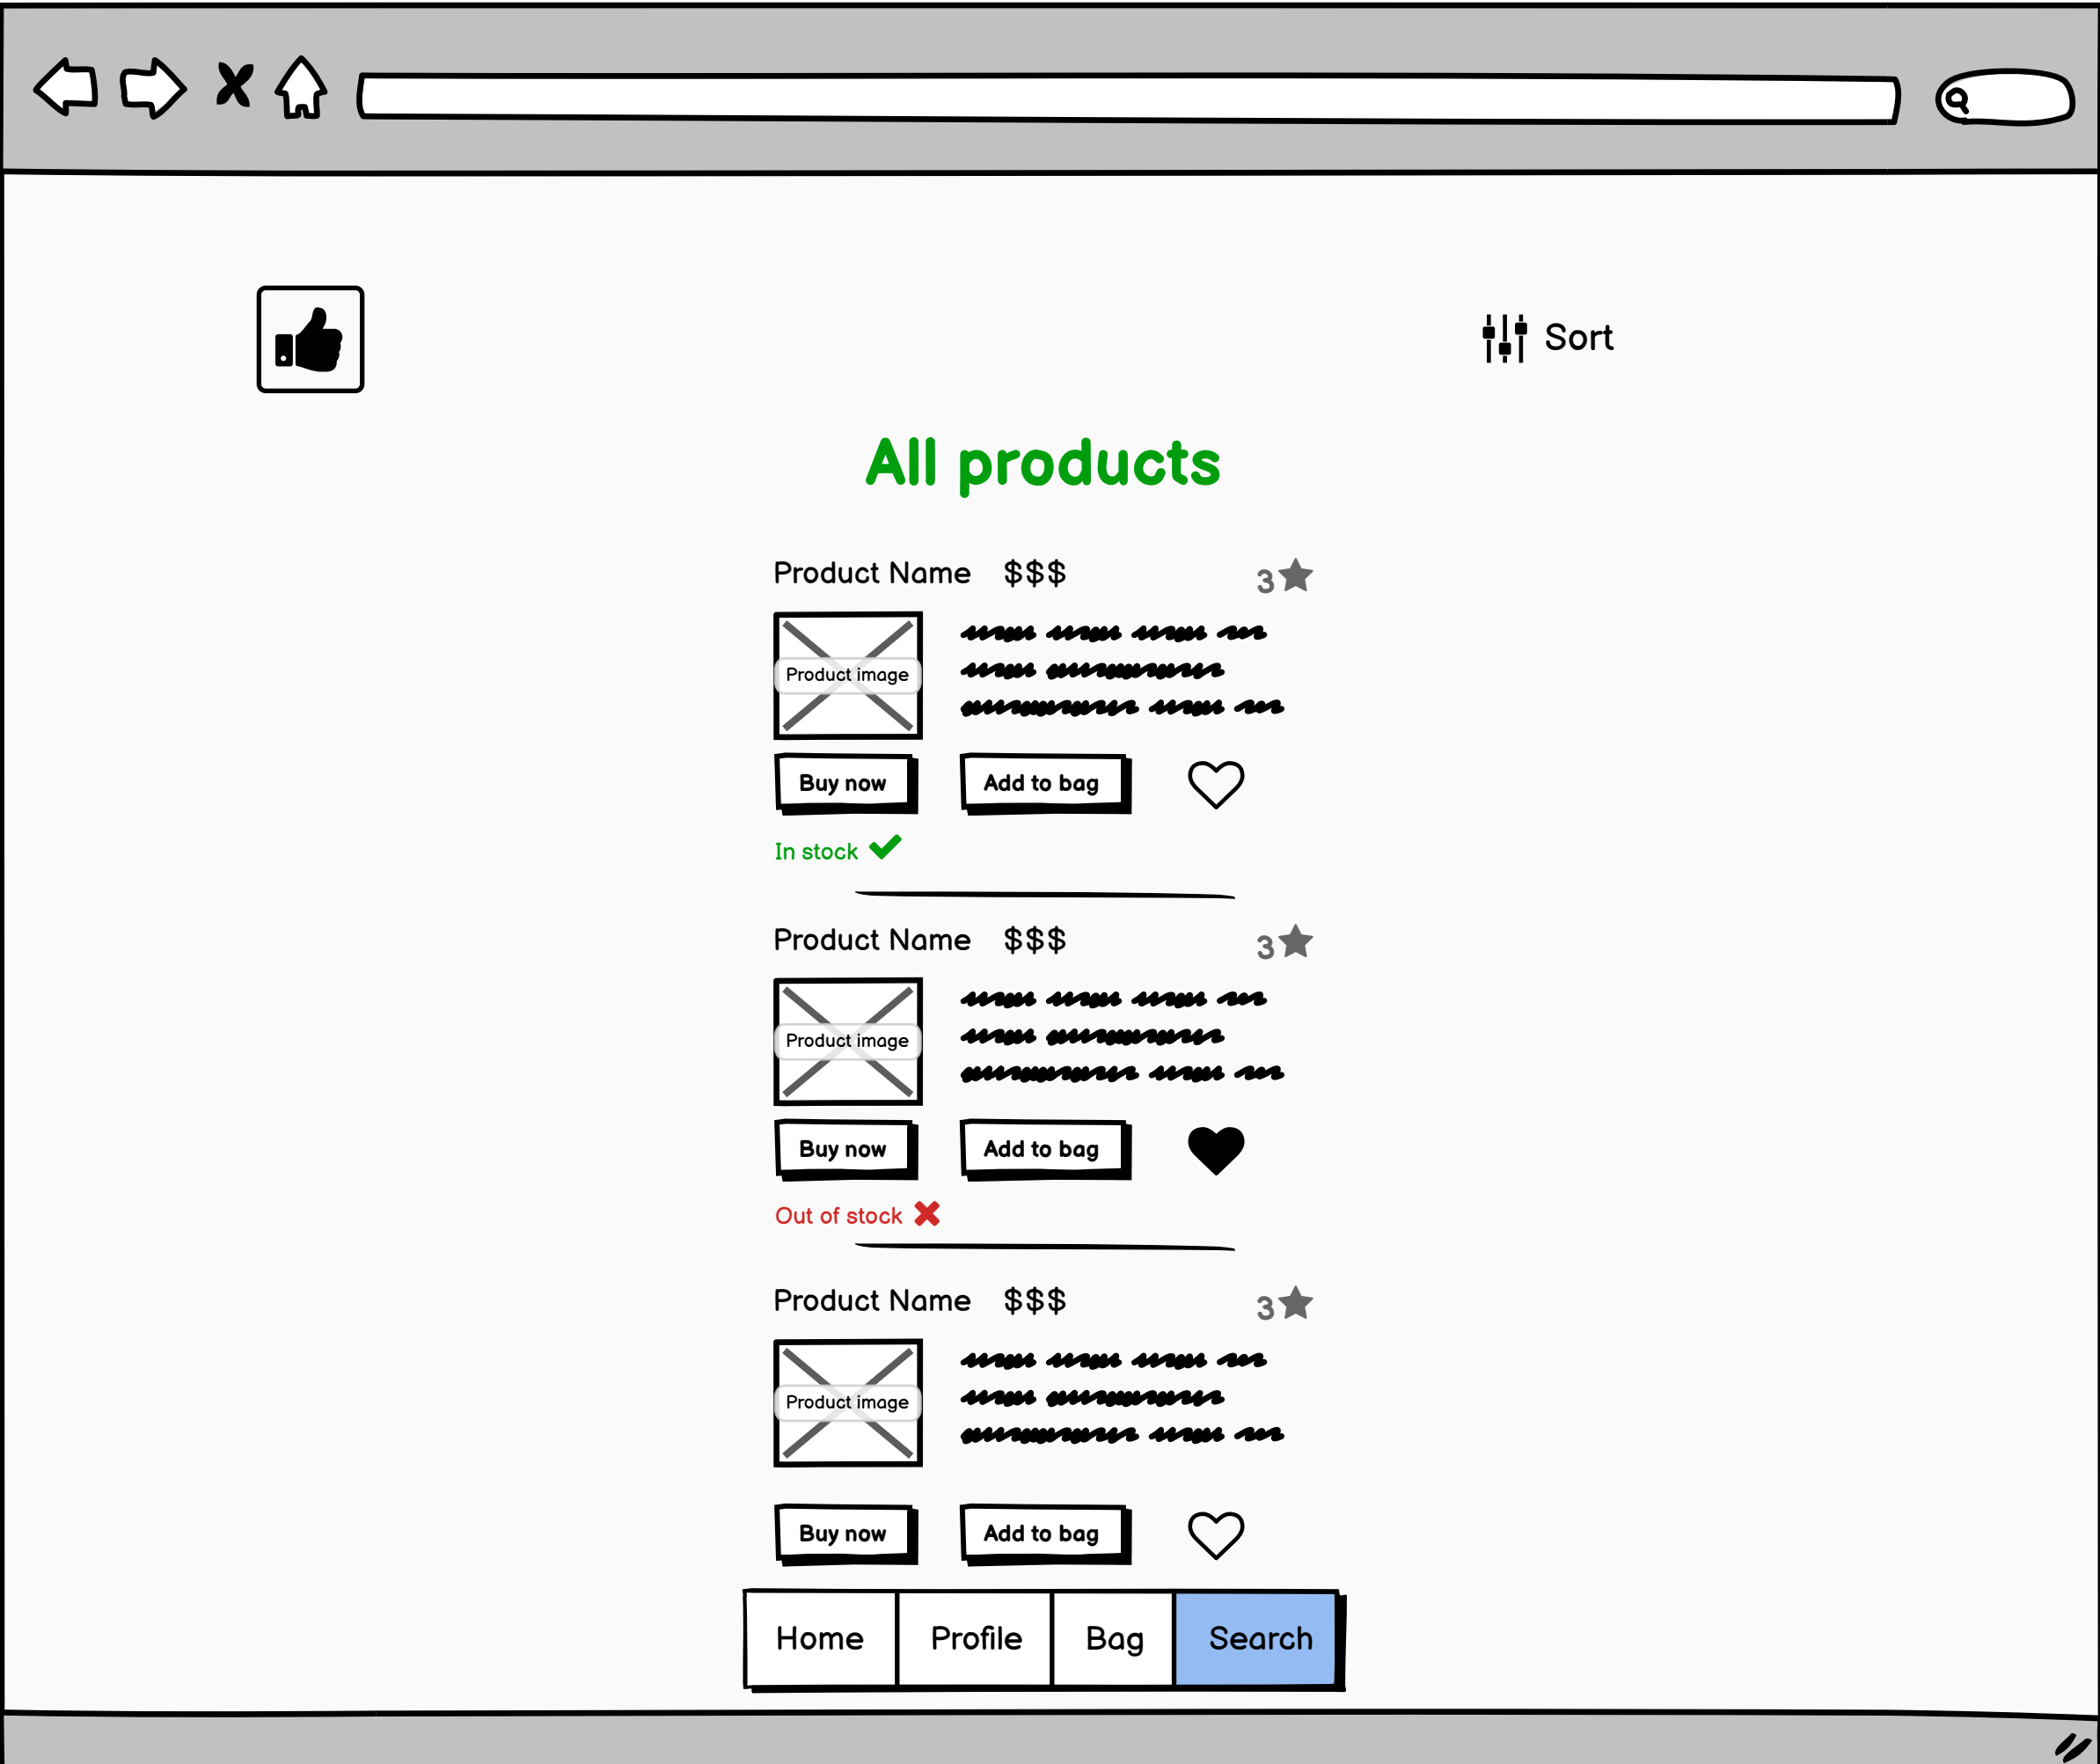 Sort
All products
Product Name $$$ 3
Product image
Buy now Add to bag
In stock
Product Name $$$ 3
Product image
Buy now Add to bag
Out of stock
Product Name $$$ 3
Product image
Buy now Add to bag
Home Profile Bag Search